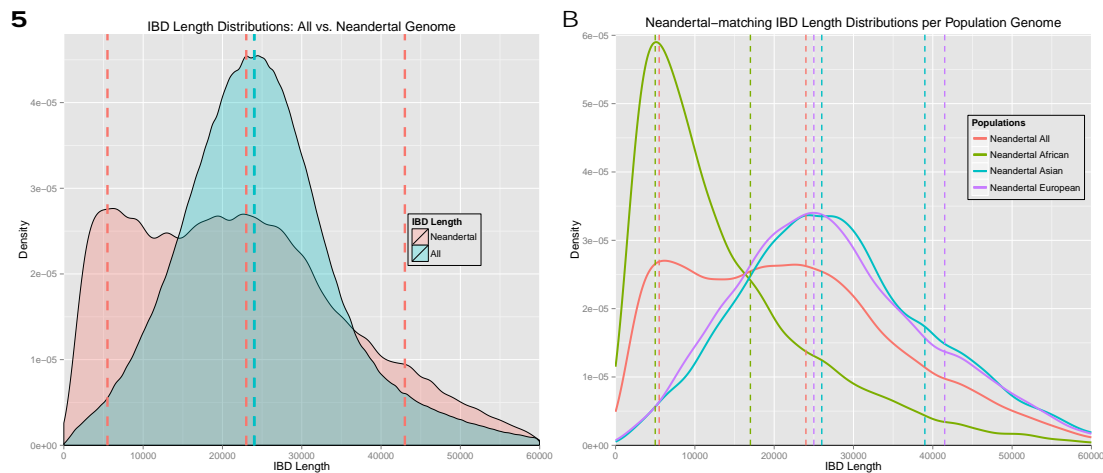 5
IBD Length Distributions: All vs. Neandertal Genome
4e−05
3e−05
2e−05
1e−05
0e+00
Density
0 10000 20000 30000 40000 50000 60000
IBD Length
IBD Length
Neandertal
All
B
Neandertal−matching IBD Length Distributions per Population Genome
6e−05
5e−05
4e−05
3e−05
2e−05
1e−05
0e+00
Density
0 10000 20000 30000 40000 50000 60000
IBD Length
Populations
Neandertal All
Neandertal African
Neandertal Asian
Neandertal European